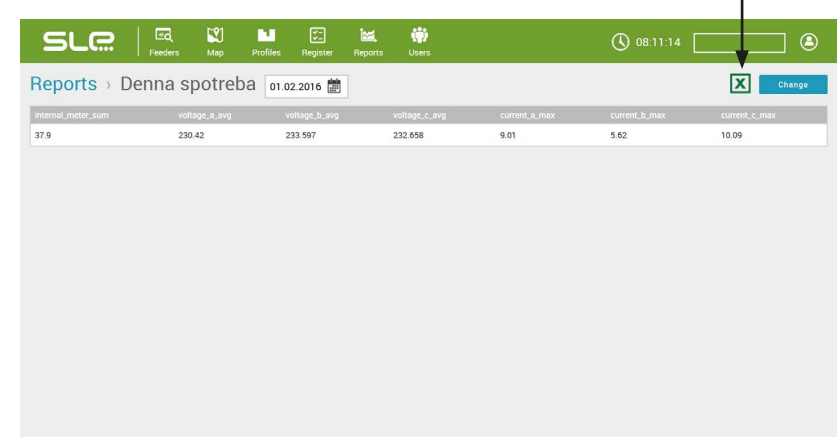 SLE
Feeders Map Profiles Register Reports Users
08:11:14
Reports › Denna spotreba 01.02.2016
X
Change
internal_meter_sum voltage_a_avg voltage_b_avg voltage_c_avg current_a_max current_b_max current_c_max
37.9 230.42 233.597 232.658 9.01 5.62 10.09